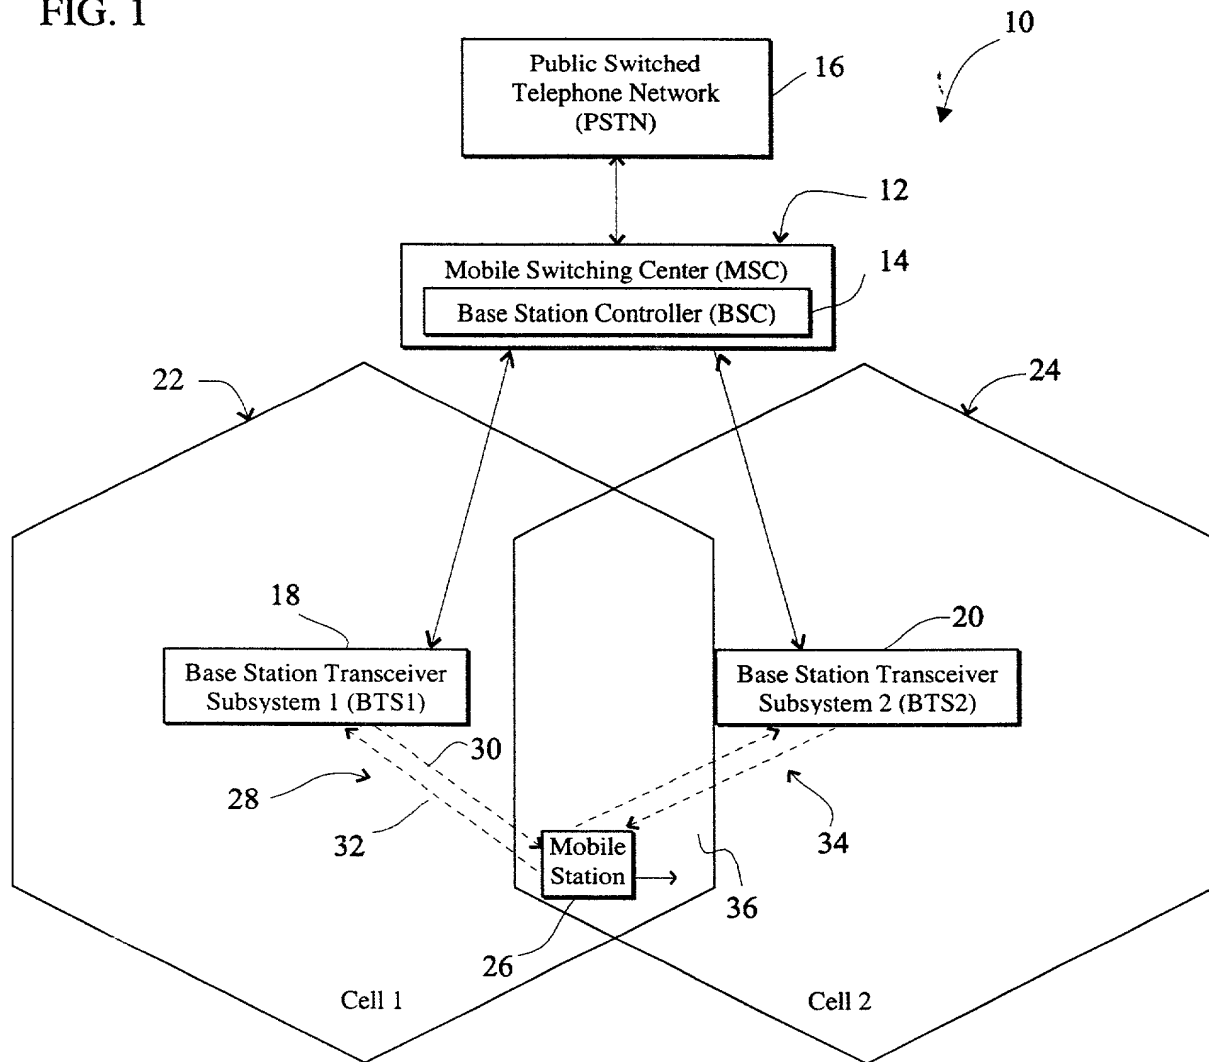 FIG. 1
10
Public Switched
Telephone Network
(PSTN)
16
12
Mobile Switching Center (MSC)
14
Base Station Controller (BSC)
22
24
18
20
Base Station Transceiver
Subsystem 1 (BTS1)
Base Station Transceiver
Subsystem 2 (BTS2)
30
28
32
34
Mobile
Station
36
26
Cell 1
Cell 2